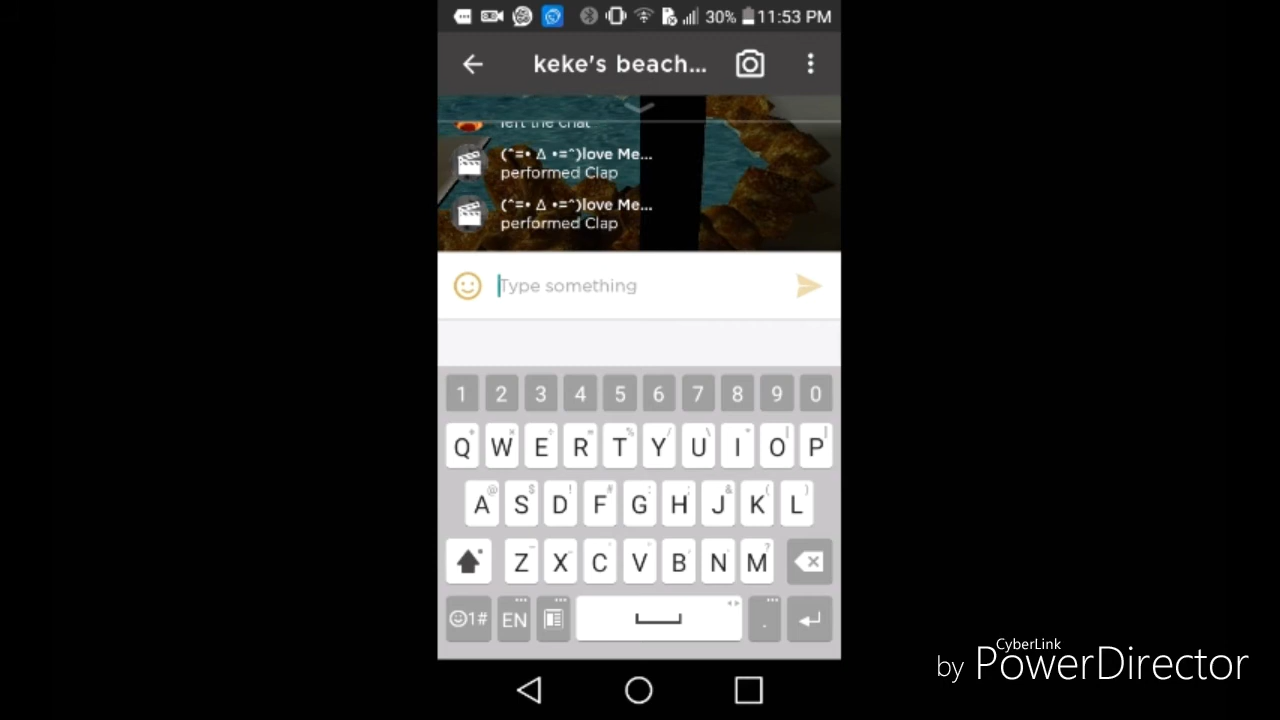 30% 11:53 PM
keke's beach...
left the chat
(^=• Δ •=^)love Me...
performed Clap
(^=• Δ •=^)love Me...
performed Clap
Type something
1 2 3 4 5 6 7 8 9 0
Q W E R T Y U I O P
A S D F G H J K L
Z X C V B N M
1# EN .
CyberLink
by PowerDirector